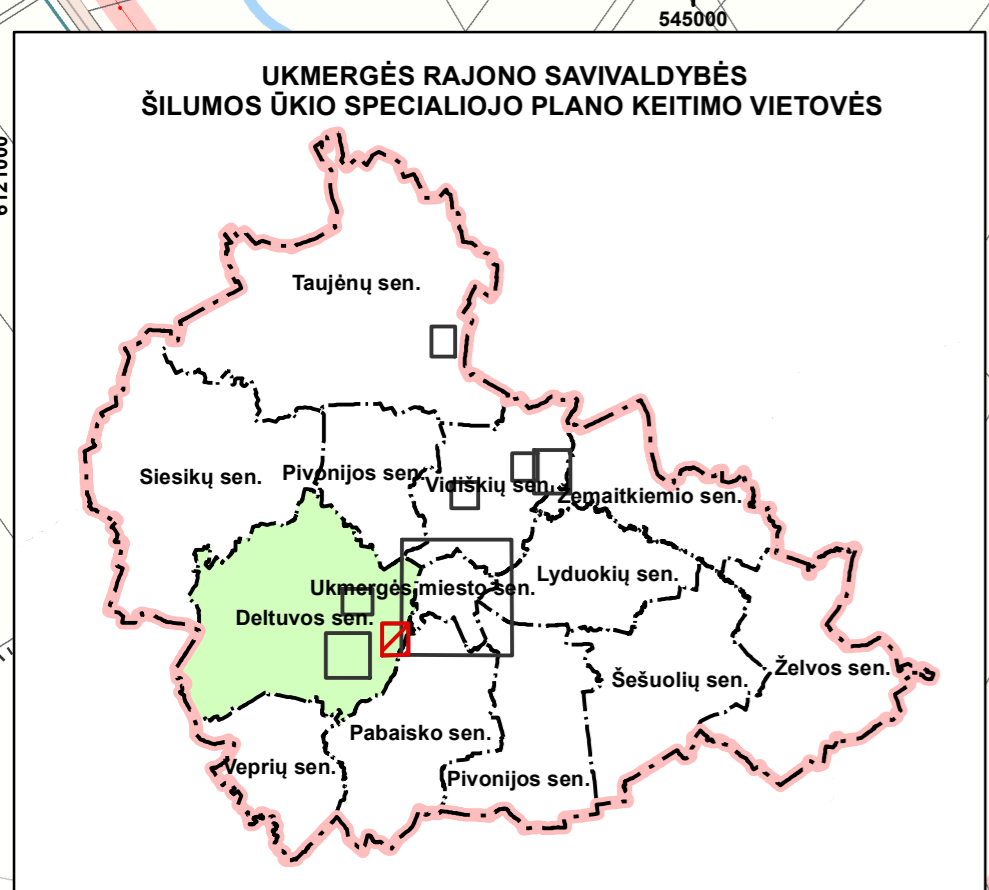 545000
6121000
UKMERGĖS RAJONO SAVIVALDYBĖS
ŠILUMOS ŪKIO SPECIALIOJO PLANO KEITIMO VIETOVĖS
Taujėnų sen.
Siesikų sen.
Pivonijos sen.
Vidiškių sen.
Žemaitkiemio sen.
Ukmergės miesto sen.
Lyduokių sen.
Deltuvos sen.
Šešuolių sen.
Želvos sen.
Pabaisko sen.
Veprių sen.
Pivonijos sen.